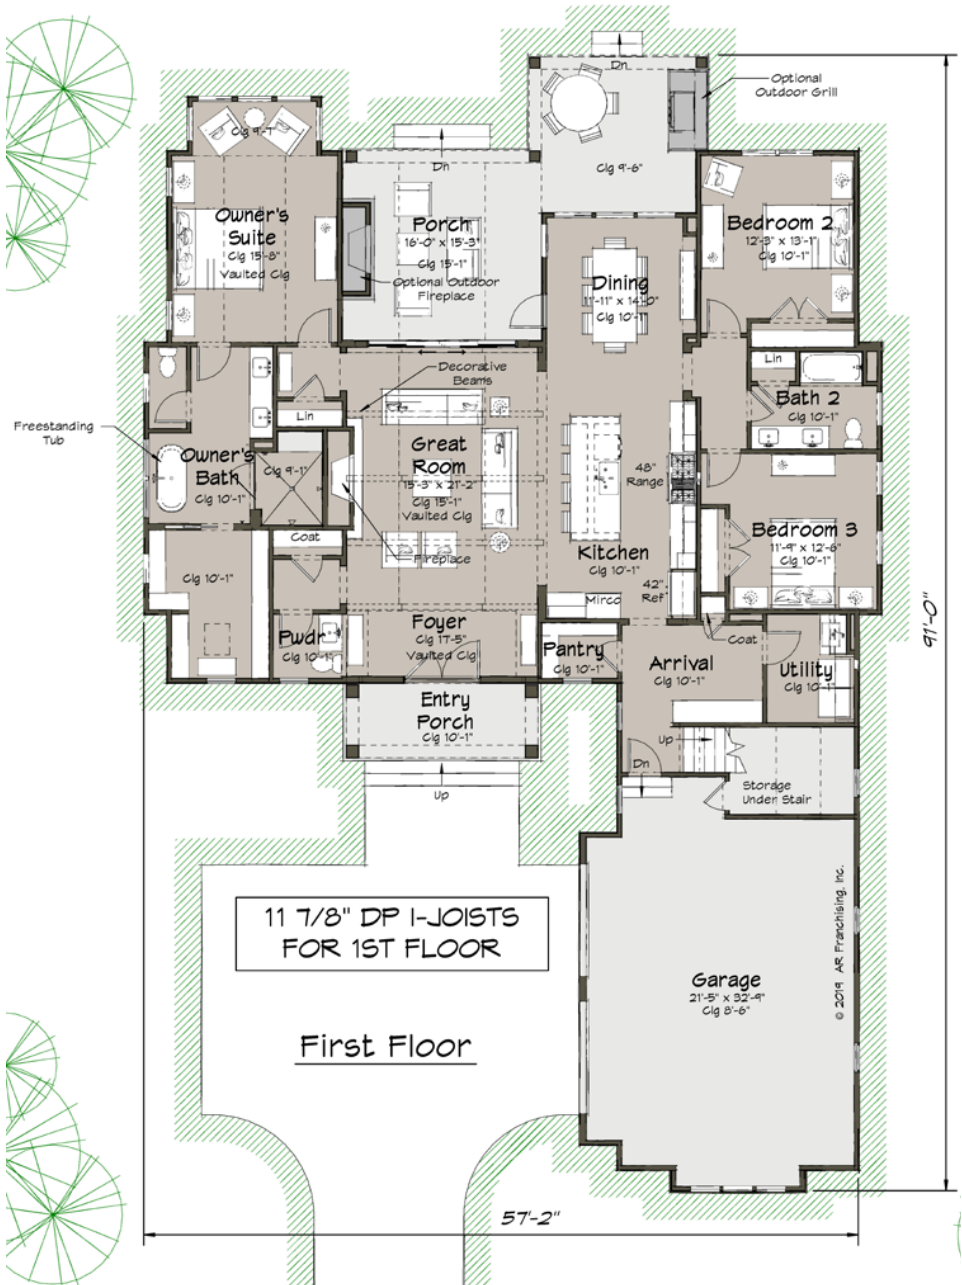 Dn
Optional
Outdoor Grill
Clg 9'-1"
Dn
Clg 9'-6"
Owner's
Suite
Clg 15'-8"
Vaulted Clg
Porch
16'-0" x 15'-3"
Clg 15'-1"
Optional Outdoor
Fireplace
Bedroom 2
12'-3" x 13'-1"
Clg 10'-1"
Dining
11'-11" x 14'-0"
Clg 10'-1"
Decorative
Beams
Lin
Bath 2
Clg 10'-1"
Lin
Freestanding
Tub
Owner's
Bath
Clg 10'-1"
Clg 9'-1"
Great
Room
15'-3" x 21'-2"
Clg 15'-1"
Vaulted Clg
48"
Range
Bedroom 3
11'-9" x 12'-6"
Clg 10'-1"
Coat
Fireplace
Kitchen
Clg 10'-1"
Clg 10'-1"
42"
Ref
Mirco
91'-0"
Pwdr
Clg 10'-1"
Foyer
Clg 17'-5"
Vaulted Clg
Pantry
Clg 10'-1"
Arrival
Clg 10'-1"
Coat
Utility
Clg 10'-1"
Entry
Porch
Clg 10'-1"
Up
Dn
Storage
Under Stair
Up
11 7/8" DP I-JOISTS
FOR 1ST FLOOR
First Floor
Garage
21'-5" x 32'-9"
Clg 8'-6"
© 2019 AR Franchising, Inc.
57'-2"